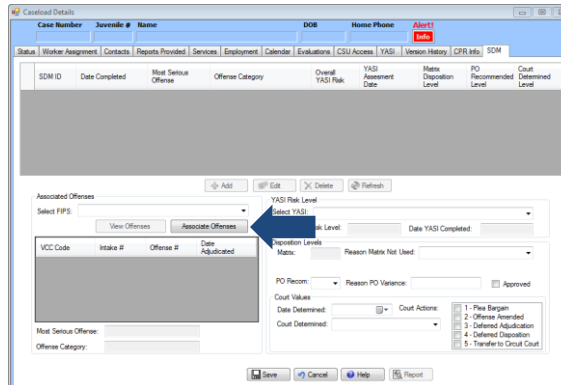 Caseload Details
Case Number Juvenile # Name DOB Home Phone Alert!
Info
Status Worker Assignment Contacts Reports Provided Services Employment Calendar Evaluations CSU Access YASI Version History CPR Info SDM
SDM ID Date Completed Most Serious Offense Offense Category Overall YASI Risk YASI Assesment Date Matrix Disposition Level PO Recommended Level Court Determined Level
Add Edit Delete Refresh
Associated Offenses
YASI Risk Level
Select FIPS:
Select YASI:
View Offenses Associate Offenses
sk Level: Date YASI Completed:
VCC Code Intake # Offense # Date Adjudicated
Disposition Levels
Matrix: Reason Matrix Not Used:
PO Recom: Reason PO Variance: Approved
Court Values
Date Determined: Court Actions:
Court Determined:
1 - Plea Bargain
2 - Offense Amended
3 - Deferred Adjudication
4 - Deferred Disposition
5 - Transfer to Circuit Court
Most Serious Offense:
Offense Category:
Save Cancel Help Report